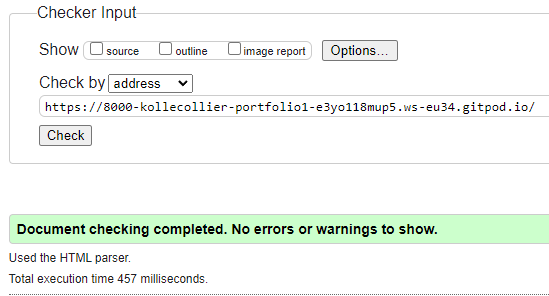 Checker Input
Show source outline image report Options...
Check by address
https://8000-kollecollier-portfolio1-e3yo118mup5.ws-eu34.gitpod.io/
Check
Document checking completed. No errors or warnings to show.
Used the HTML parser.
Total execution time 457 milliseconds.